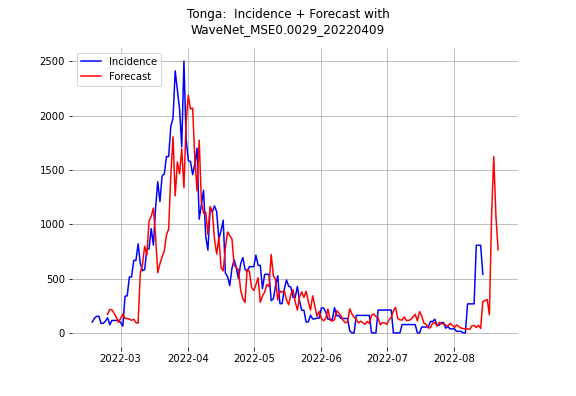 Tonga:  Incidence + Forecast with
WaveNet_MSE0.0029_20220409
Incidence
Forecast
2500
2000
1500
1000
500
0
2022-03 2022-04 2022-05 2022-06 2022-07 2022-08